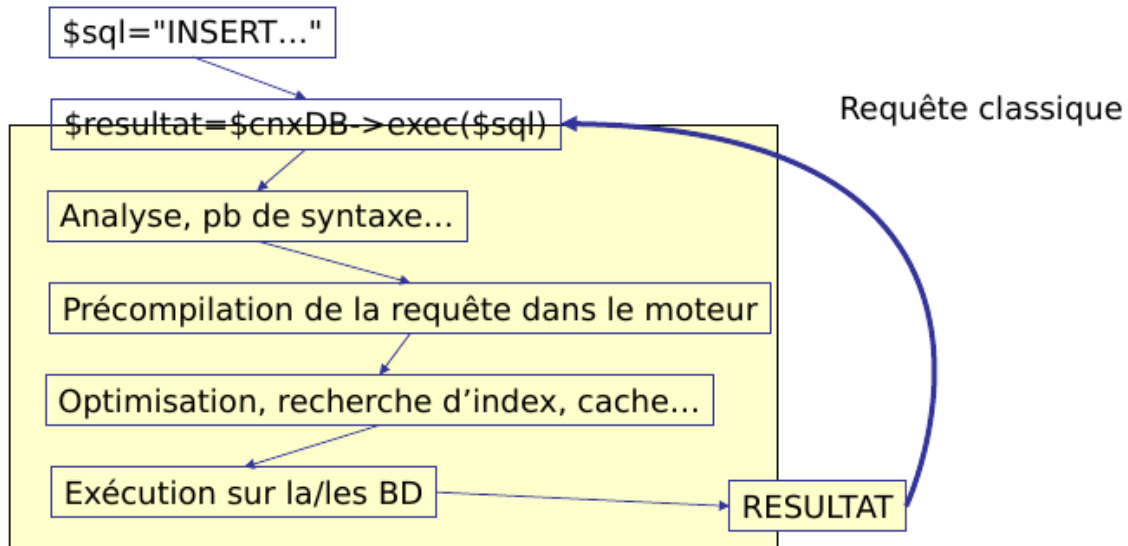 $sql="INSERT…"
$resultat=$cnxDB->exec($sql)
Requête classique
Analyse, pb de syntaxe…
Précompilation de la requête dans le moteur
Optimisation, recherche d’index, cache…
Exécution sur la/les BD
RESULTAT